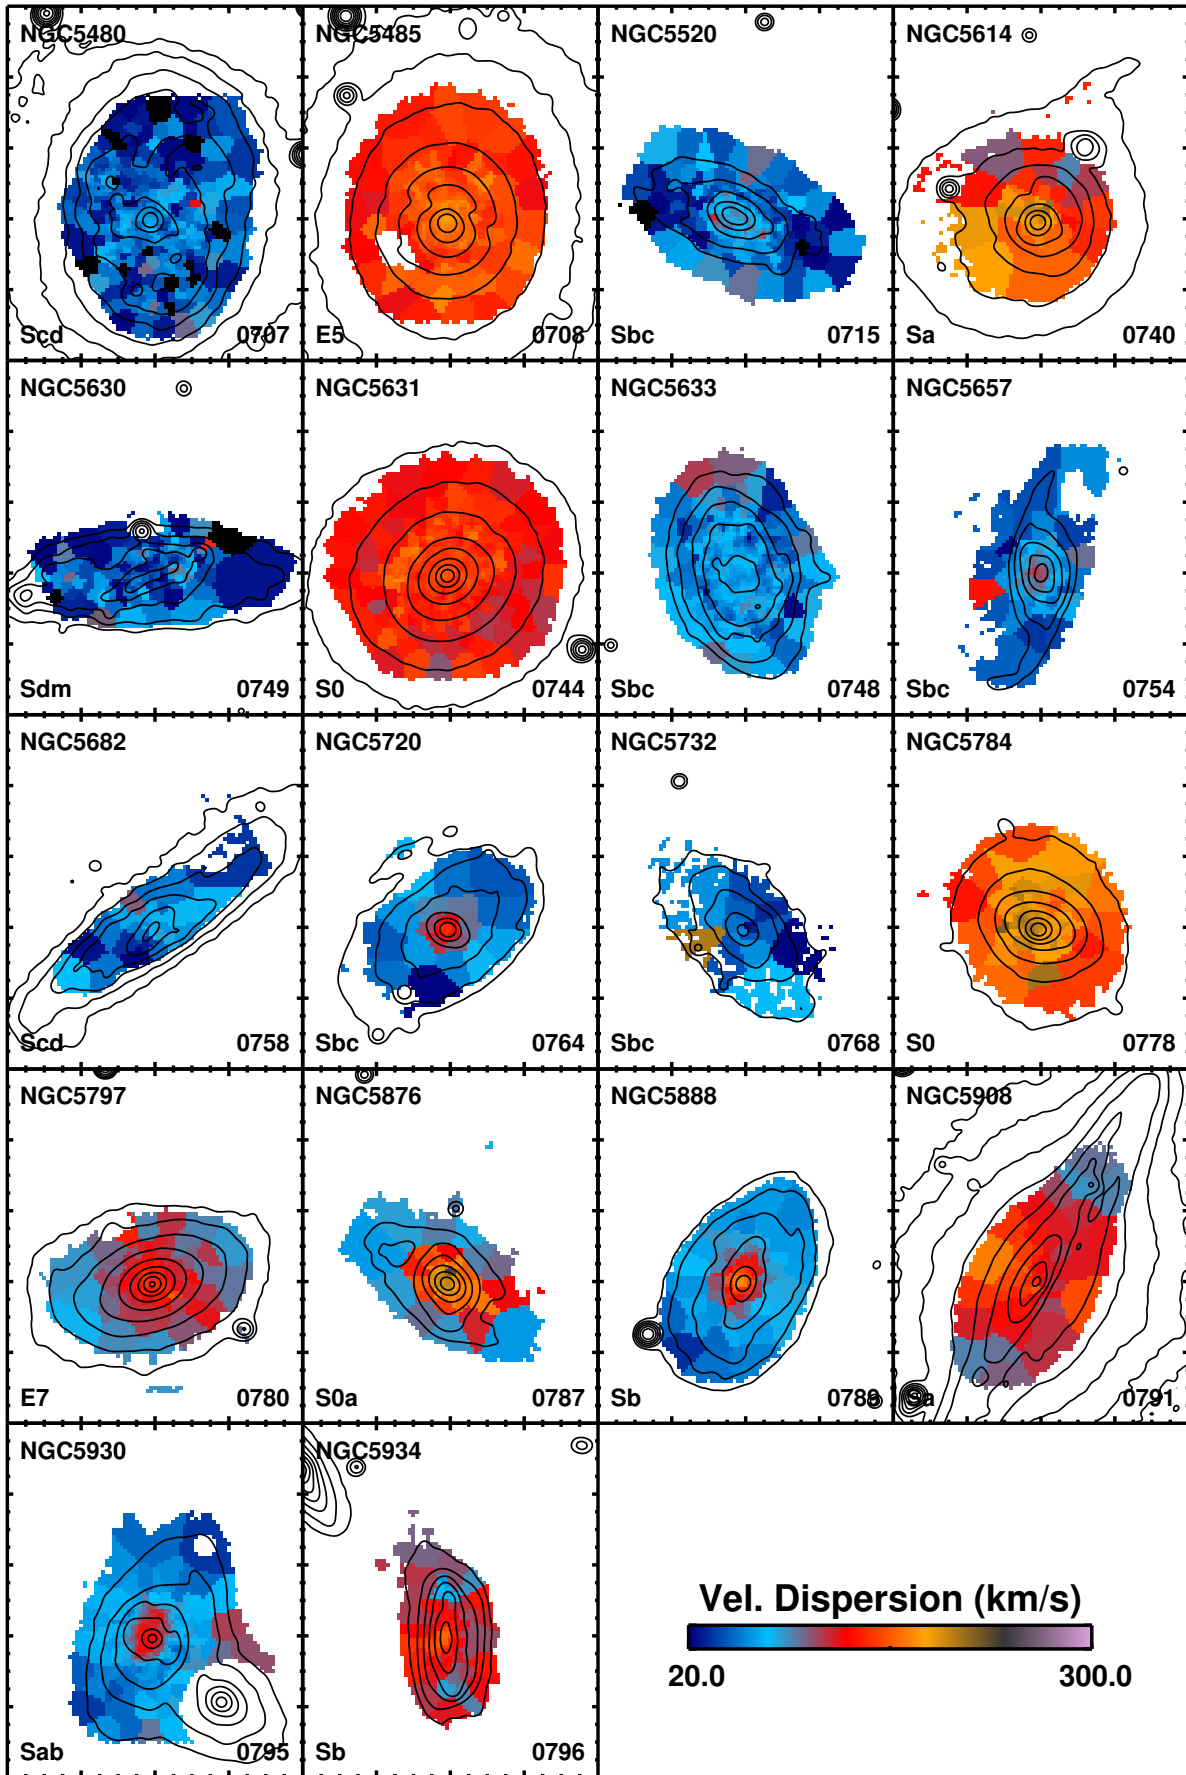 NGC5480 NGC5485 NGC5520 NGC5614
Scd 0707 E5 0708 Sbc 0715 Sa 0740
NGC5630 NGC5631 NGC5633 NGC5657
Sdm 0749 S0 0744 Sbc 0748 Sbc 0754
NGC5682 NGC5720 NGC5732 NGC5784
Scd 0758 Sbc 0764 Sbc 0768 S0 0778
NGC5797 NGC5876 NGC5888 NGC5908
E7 0780 S0a 0787 Sb 0789 Sa 0791
NGC5930 NGC5934
Vel. Dispersion (km/s)
20.0 300.0
Sab 0795 Sb 0796